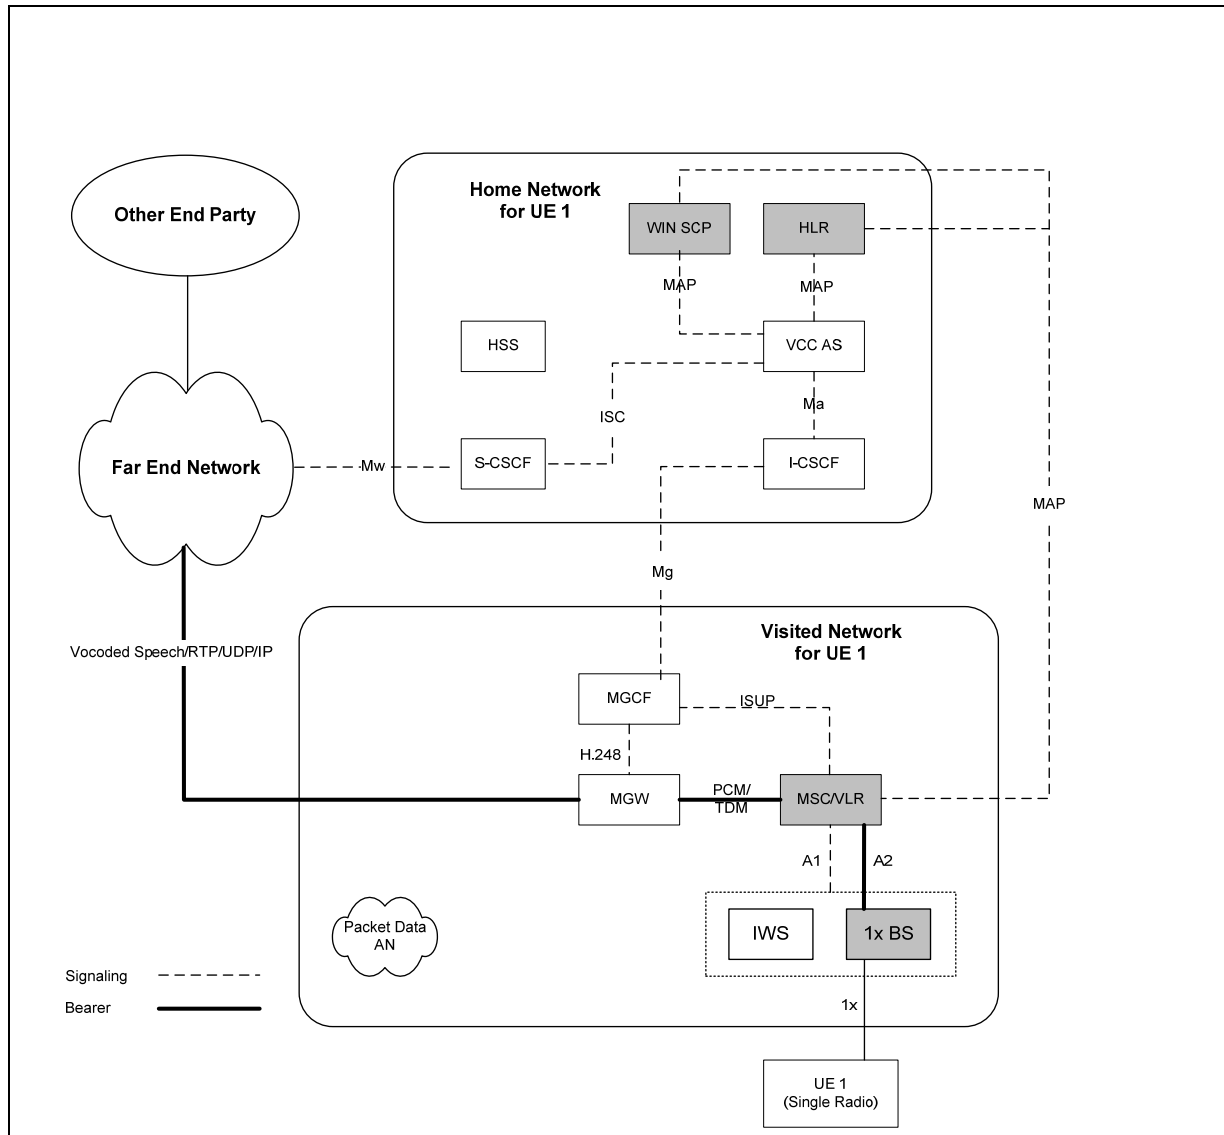 Home Network
for UE 1
Other End Party
WIN SCP
HLR
MAP
MAP
HSS
VCC AS
ISC
Ma
Far End Network
Mw
S-CSCF
I-CSCF
MAP
Mg
Visited Network
for UE 1
Vocoded Speech/RTP/UDP/IP
MGCF
ISUP
H.248
MGW
PCM/
TDM
MSC/VLR
A1
A2
Packet Data
AN
IWS
1x BS
Signaling
Bearer
1x
UE 1
(Single Radio)